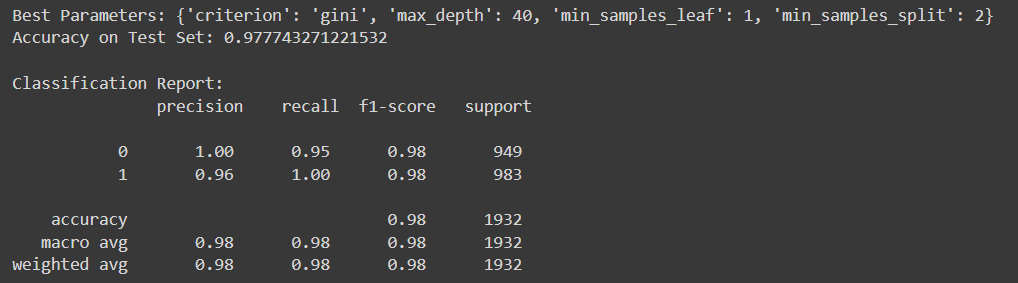 Best Parameters: {'criterion': 'gini', 'max_depth': 40, 'min_samples_leaf': 1, 'min_samples_split': 2}
Accuracy on Test Set: 0.977743271221532
Classification Report:
precision recall f1-score support
0 1.00 0.95 0.98 949
1 0.96 1.00 0.98 983
accuracy 0.98 1932
macro avg 0.98 0.98 0.98 1932
weighted avg 0.98 0.98 0.98 1932